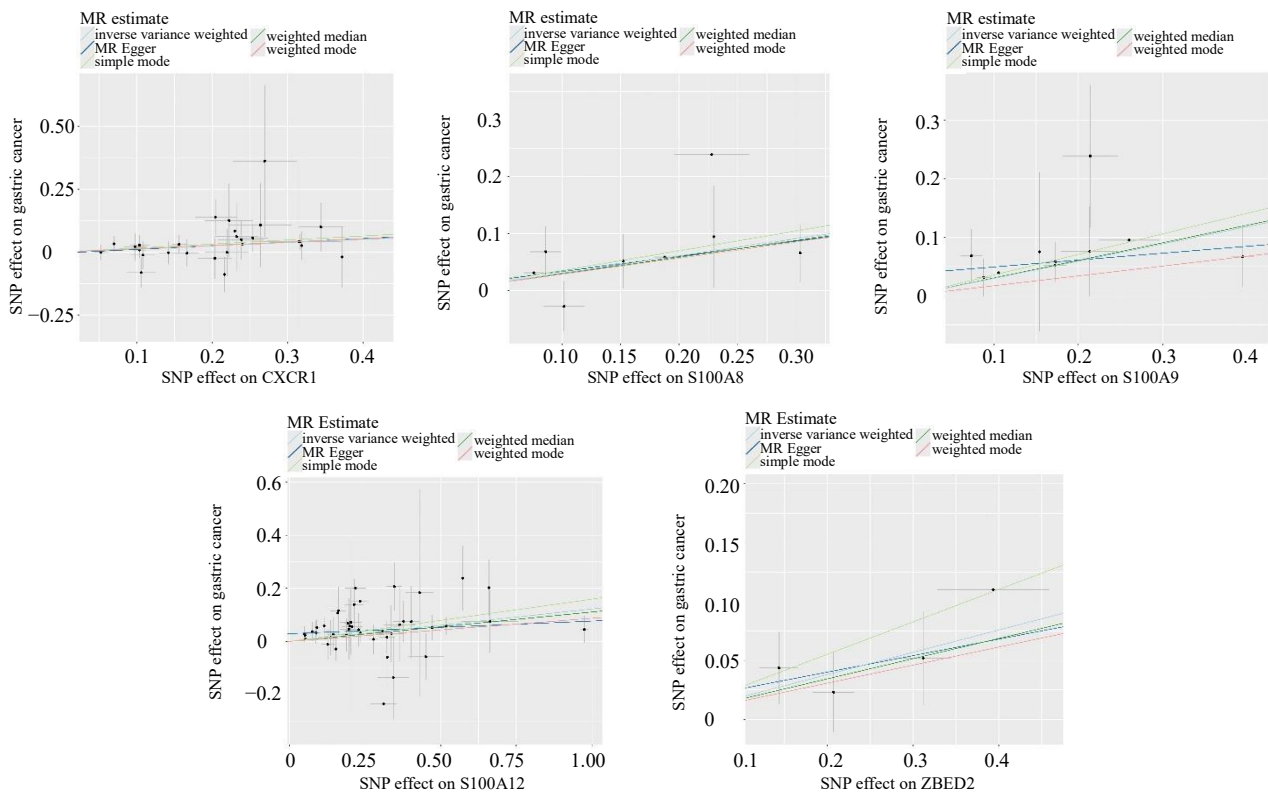 MR estimate
inverse variance weighted weighted median
MR Egger weighted mode
simple mode
0.50
0.25
0
−0.25
SNP effect on gastric cancer
0.1 0.2 0.3 0.4
SNP effect on CXCR1
MR estimate
inverse variance weighted weighted median
MR Egger weighted mode
simple mode
0.3
0.2
0.1
0
SNP effect on gastric cancer
0.10 0.15 0.20 0.25 0.30
SNP effect on S100A8
MR estimate
inverse variance weighted weighted median
MR Egger weighted mode
simple mode
0.3
0.2
0.1
0
SNP effect on gastric cancer
0.1 0.2 0.3 0.4
SNP effect on S100A9
MR Estimate
inverse variance weighted weighted median
MR Egger weighted mode
simple mode
0.6
0.4
0.2
0
−0.2
SNP effect on gastric cancer
0 0.25 0.50 0.75 1.00
SNP effect on S100A12
MR Estimate
inverse variance weighted weighted median
MR Egger weighted mode
simple mode
0.20
0.15
0.10
0.05
0
SNP effect on gastric cancer
0.1 0.2 0.3 0.4
SNP effect on ZBED2